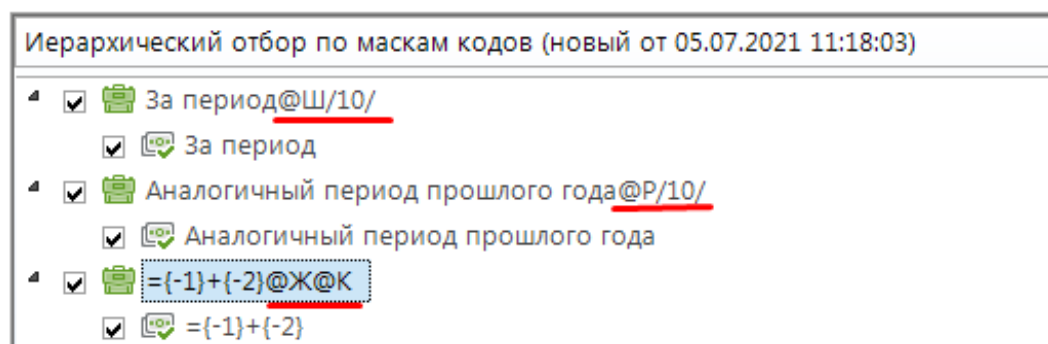 Иерархический отбор по маскам кодов (новый от 05.07.2021 11:18:03)
За период@Ш/10/
За период
Аналогичный период прошлого года@Р/10/
Аналогичный период прошлого года
={-1}+{-2}@Ж@К
={-1}+{-2}